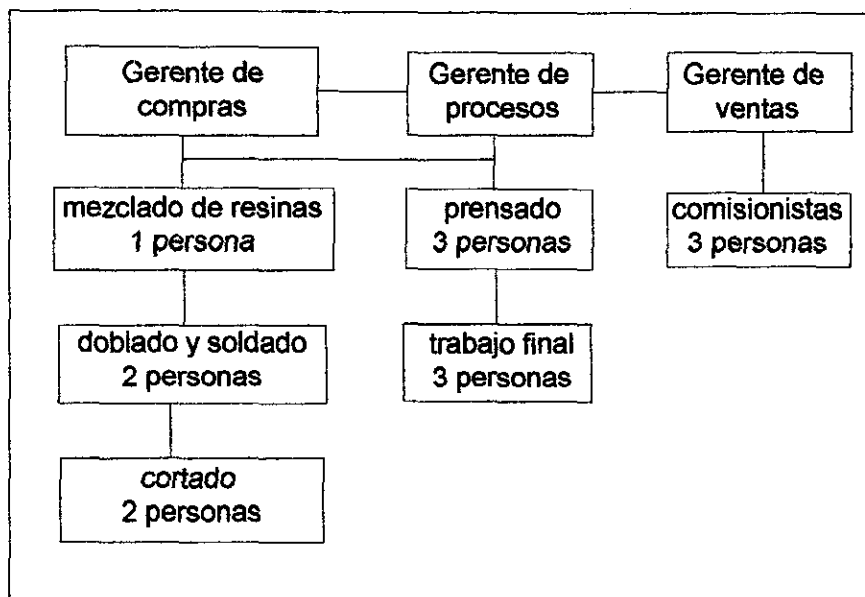 Gerente de
compras
Gerente de
procesos
Gerente de
ventas
mezclado de resinas
1 persona
prensado
3 personas
comisionistas
3 personas
doblado y soldado
2 personas
trabajo final
3 personas
cortado
2 personas